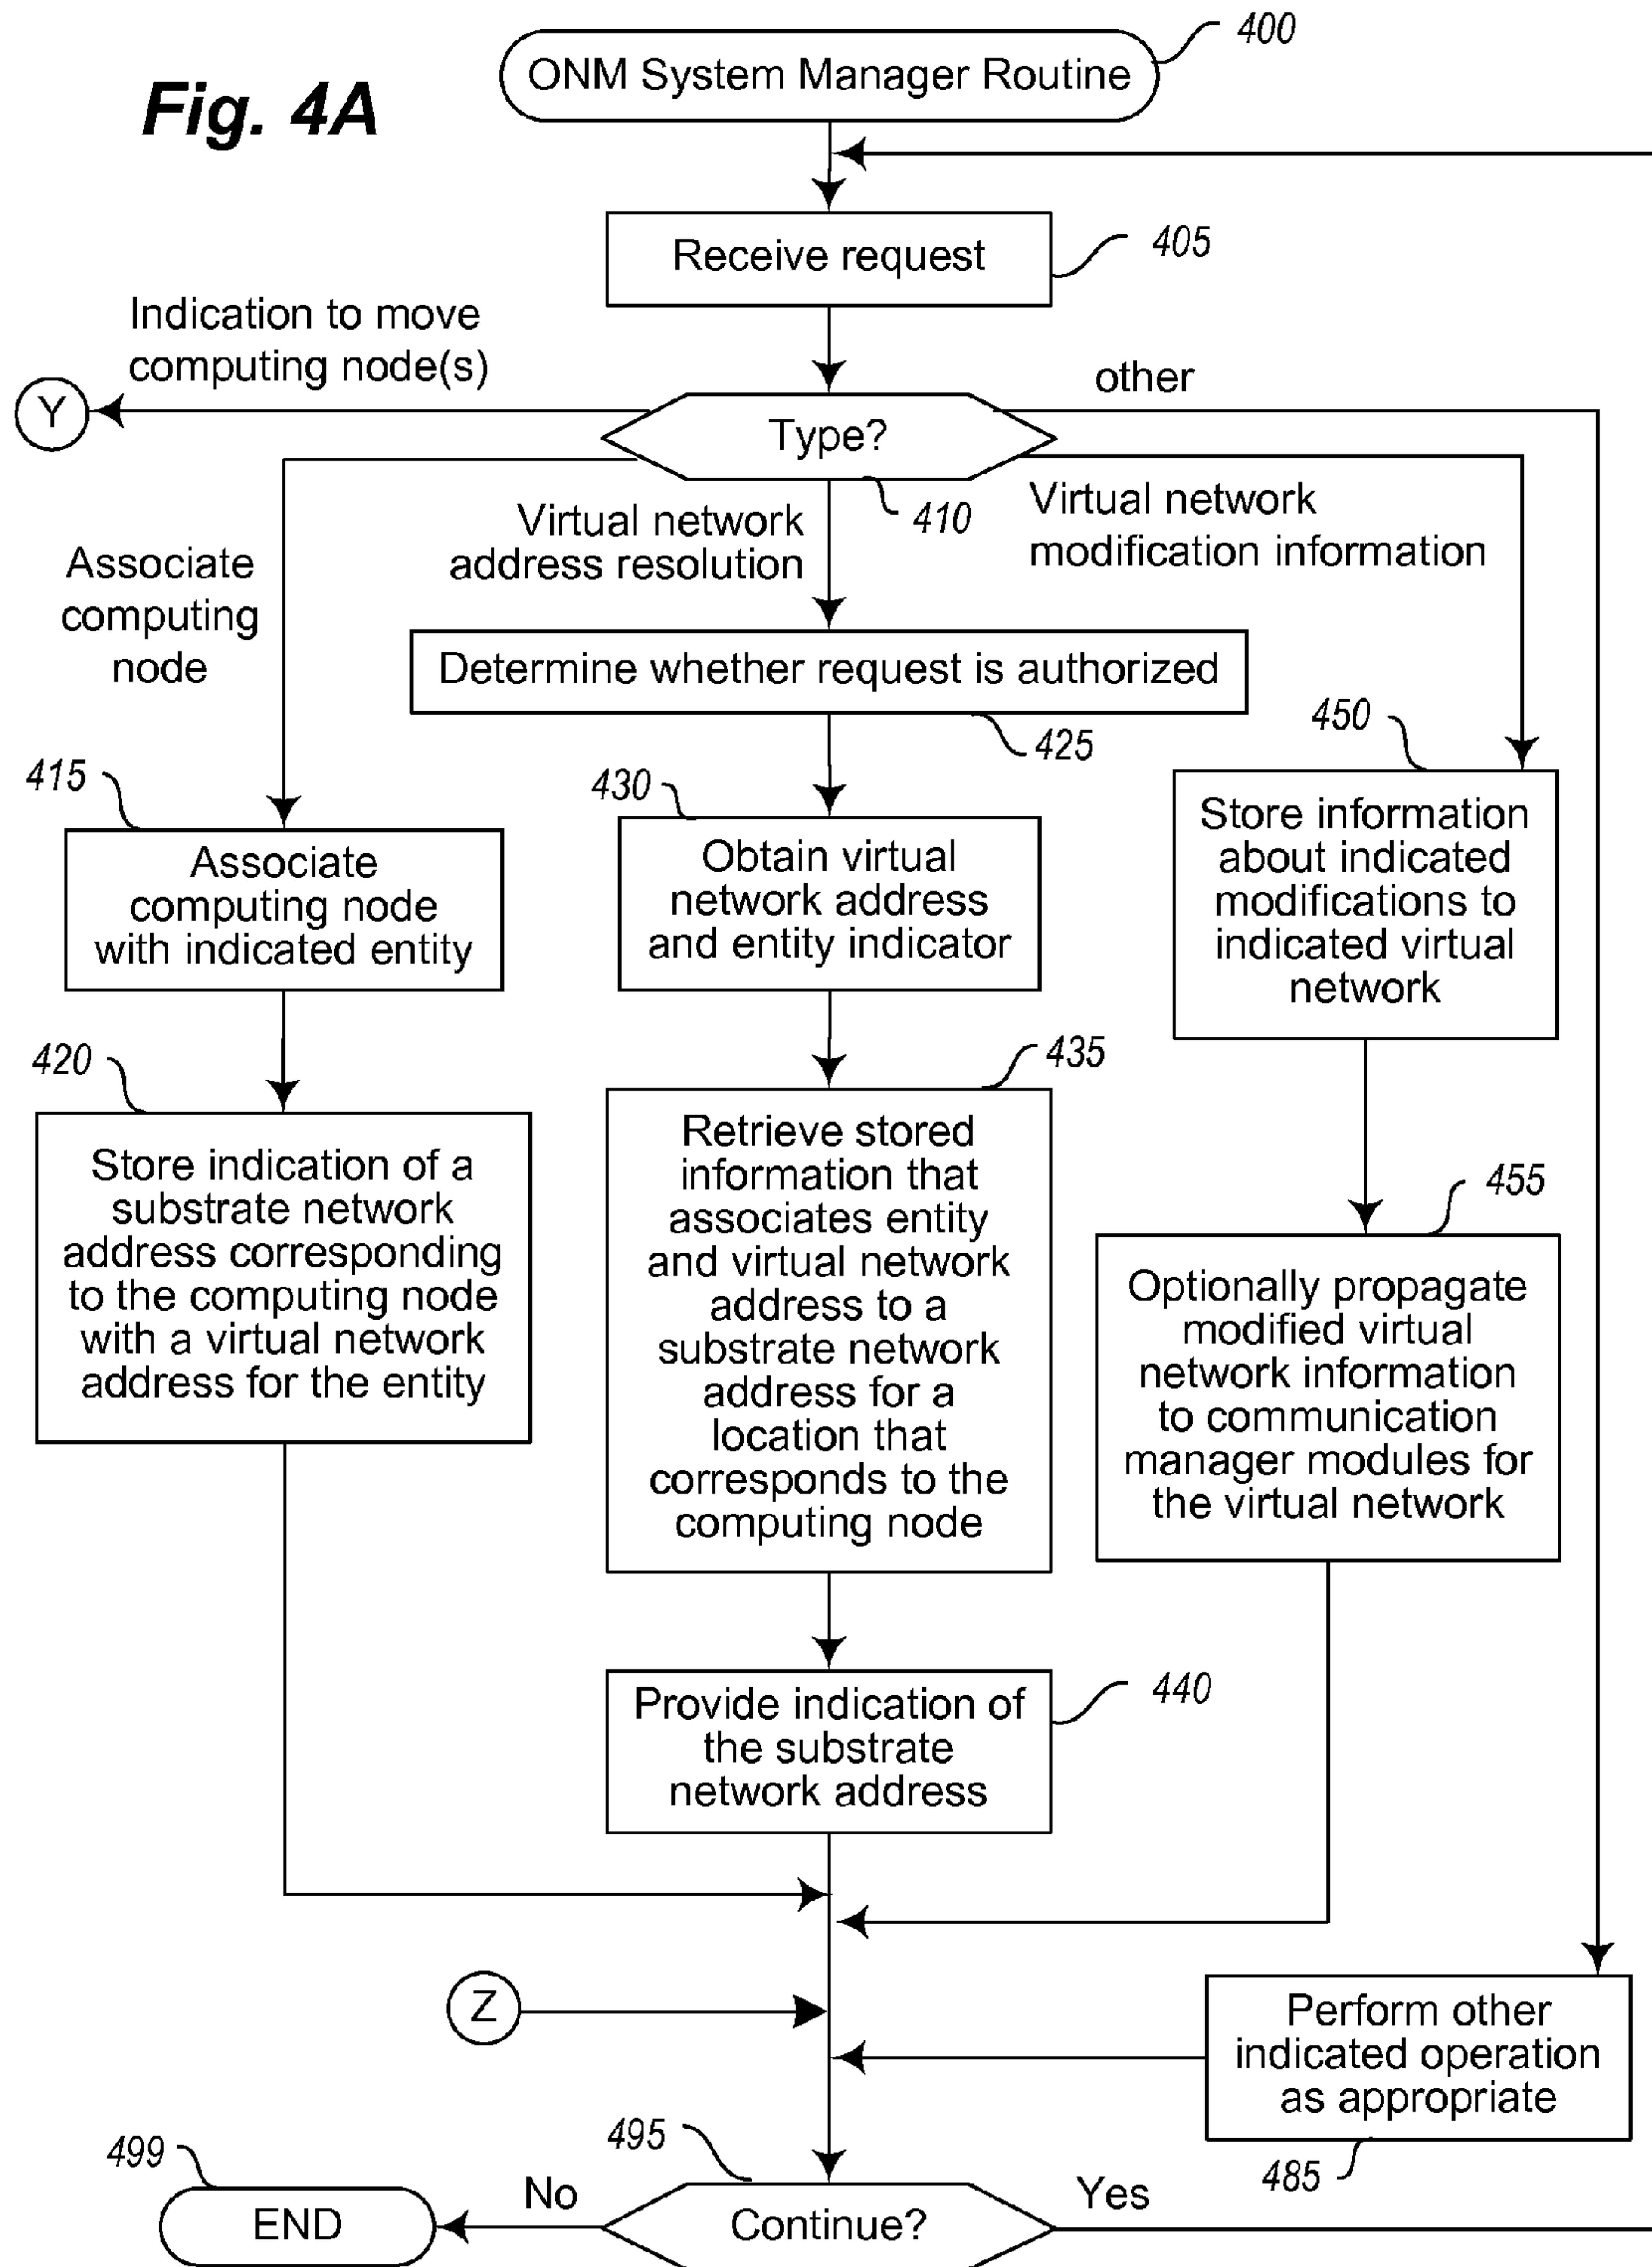 Fig. 4A
ONM System Manager Routine
400
Receive request
405
Indication to move
computing node(s)
Y
other
Type?
410
Associate
computing
node
Virtual network
address resolution
Virtual network
modification information
Determine whether request is authorized
425
415
Associate
computing node
with indicated entity
430
Obtain virtual
network address
and entity indicator
450
Store information
about indicated
modifications to
indicated virtual
network
420
Store indication of a
substrate network
address corresponding
to the computing node
with a virtual network
address for the entity
435
Retrieve stored
information that
associates entity
and virtual network
address to a
substrate network
address for a
location that
corresponds to the
computing node
455
Optionally propagate
modified virtual
network information
to communication
manager modules for
the virtual network
Provide indication of
the substrate
network address
440
Z
Perform other
indicated operation
as appropriate
485
499
END
No
495
Continue?
Yes